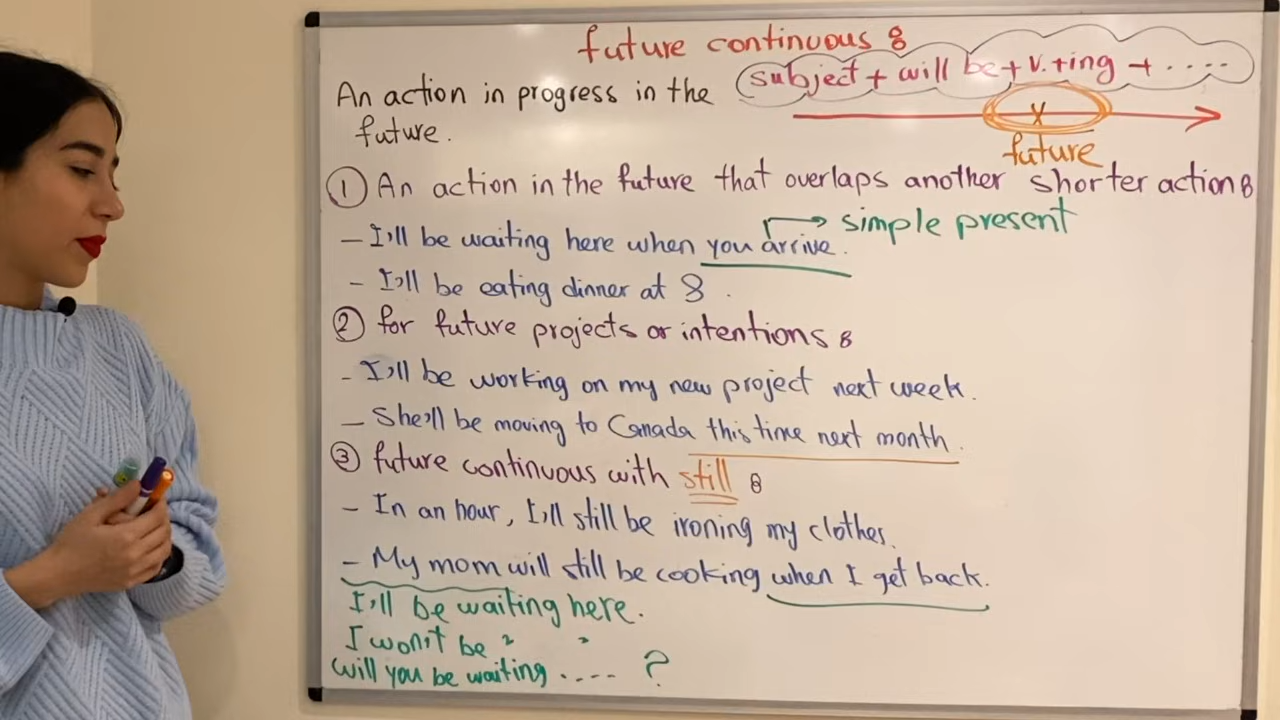 future continuous :
An action in progress in the
subject + will be + v. + ing + ....
future.
x
future
① An action in the future that overlaps another shorter action :
- I'll be waiting here when you arrive.
→ simple present
- I'll be eating dinner at 8.
② for future projects or intentions :
- I'll be working on my new project next week.
- She'll be moving to Canada this time next month.
③ future continuous with still :
- In an hour, I'll still be ironing my clothes.
- My mom will still be cooking when I get back.
I'll be waiting here.
I won't be " "
Will you be waiting ..... ?